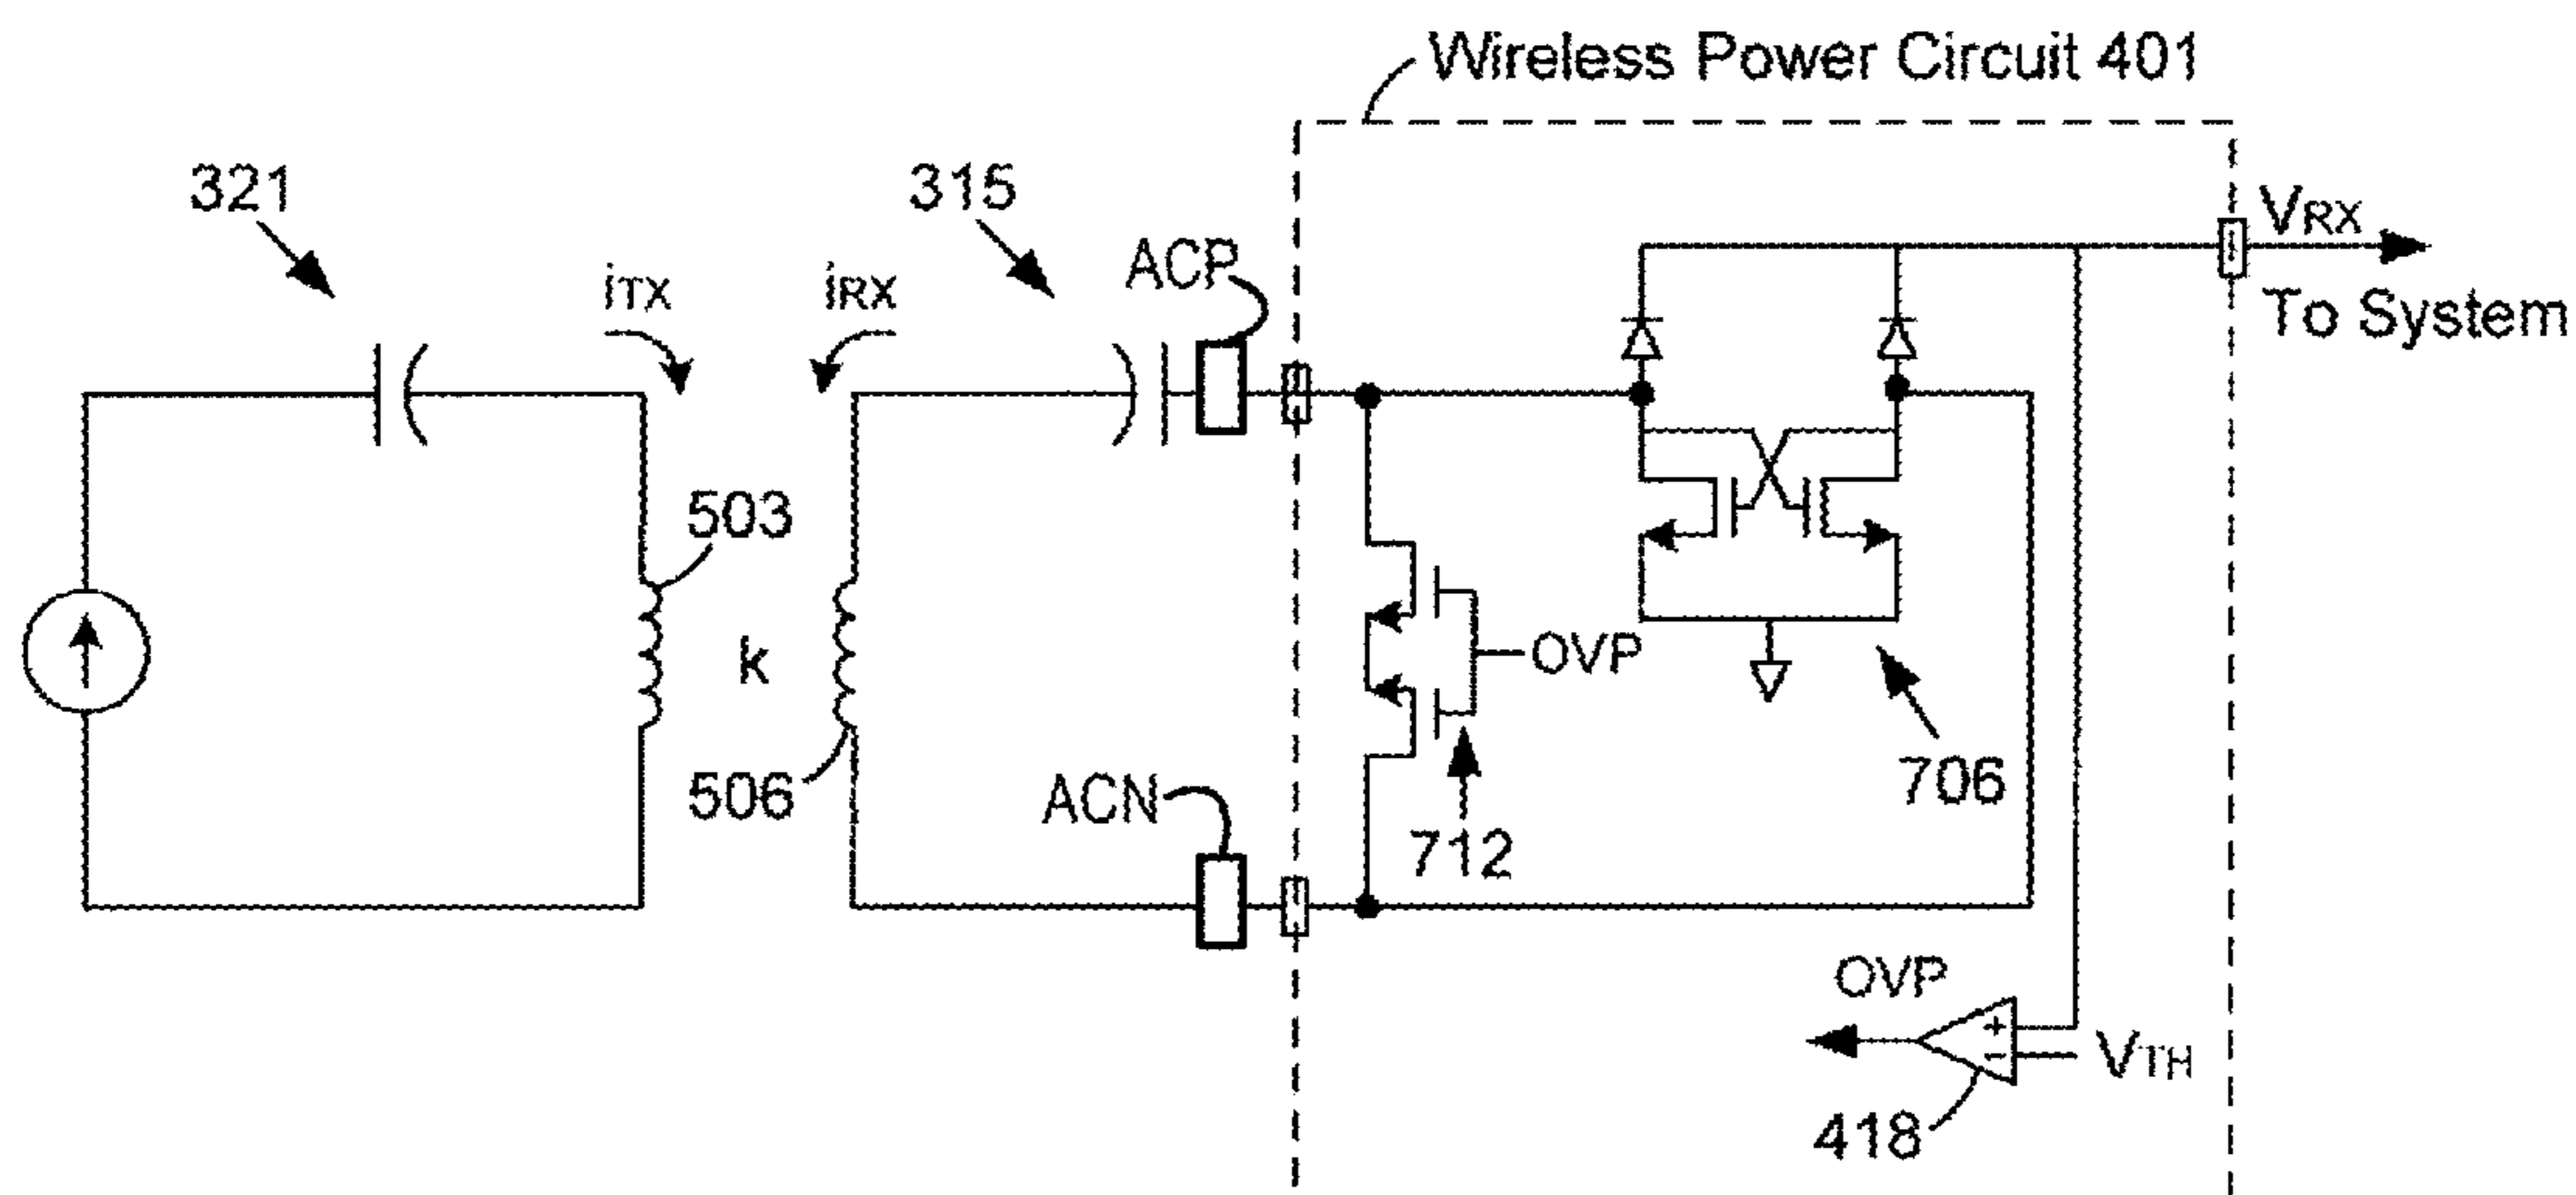 Wireless Power Circuit 401
321
315
ACP
iTX
iRX
VRX
To System
503
k
OVP
506
ACN
712
706
OVP
+
-
VTH
418